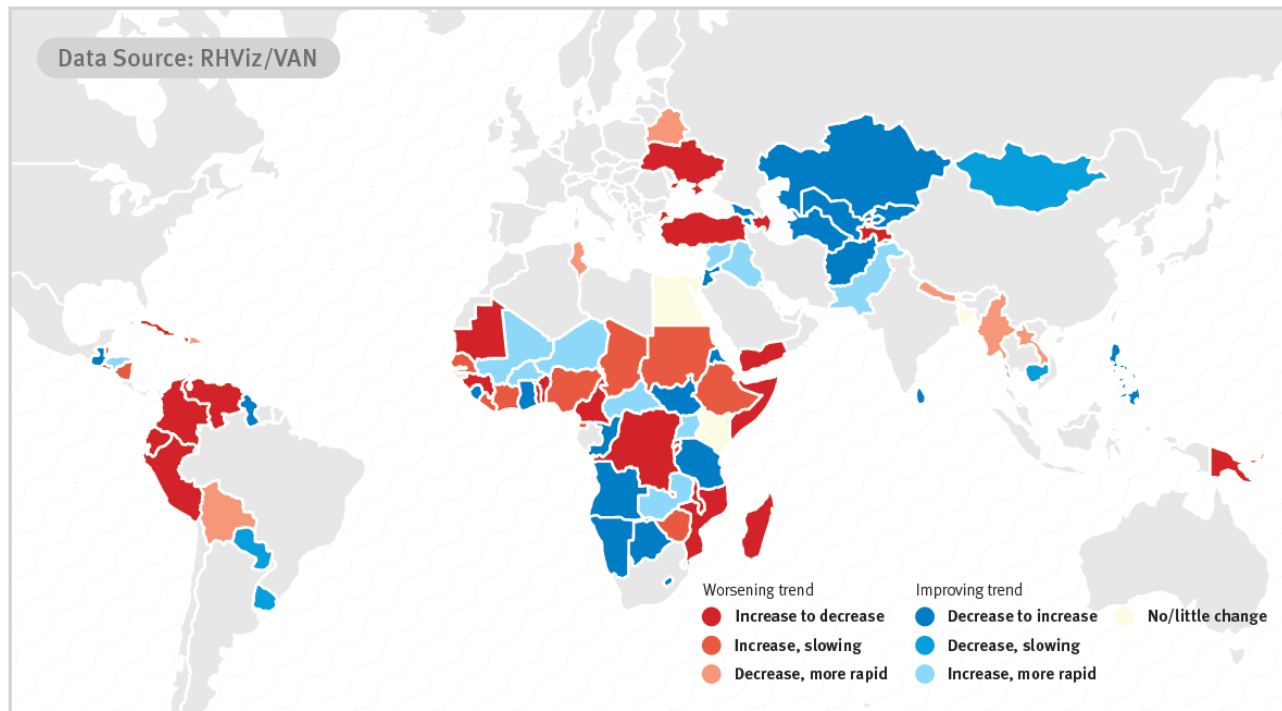 Data Source: RHViz/VAN
Worsening trend
Increase to decrease
Increase, slowing
Decrease, more rapid
Improving trend
Decrease to increase
Decrease, slowing
Increase, more rapid
No/little change